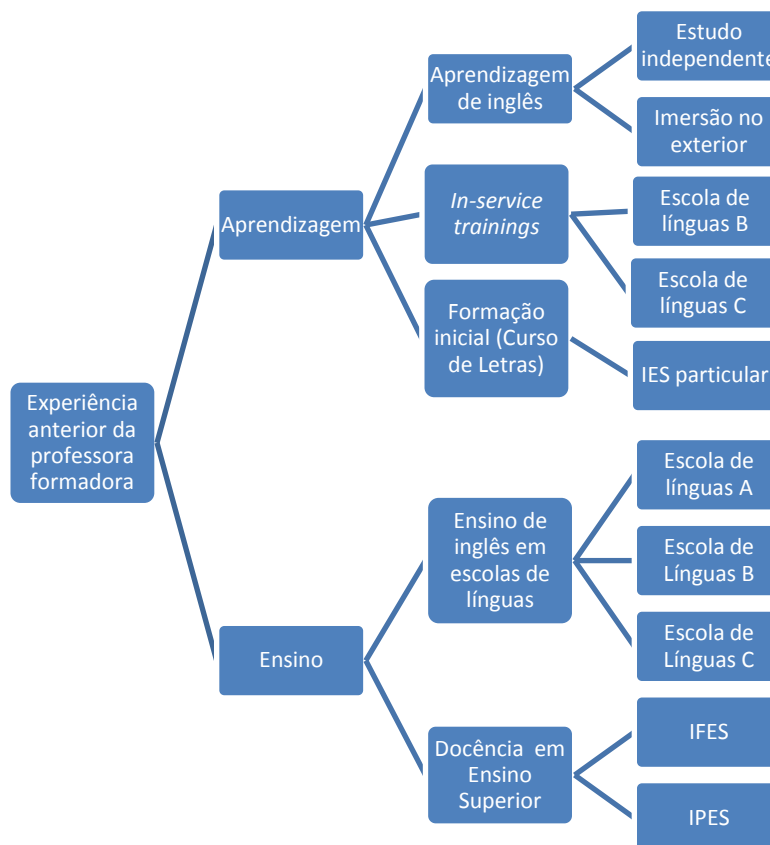 Experiência
anterior da
professora
formadora
Aprendizagem
Aprendizagem
de inglês
Estudo
independente
Imersão no
exterior
In-service
trainings
Escola de
línguas B
Escola de
línguas C
Formação
inicial (Curso
de Letras)
IES particular
Ensino
Ensino de
inglês em
escolas de
línguas
Escola de
línguas A
Escola de
Línguas B
Escola de
Línguas C
Docência em
Ensino
Superior
IFES
IPES